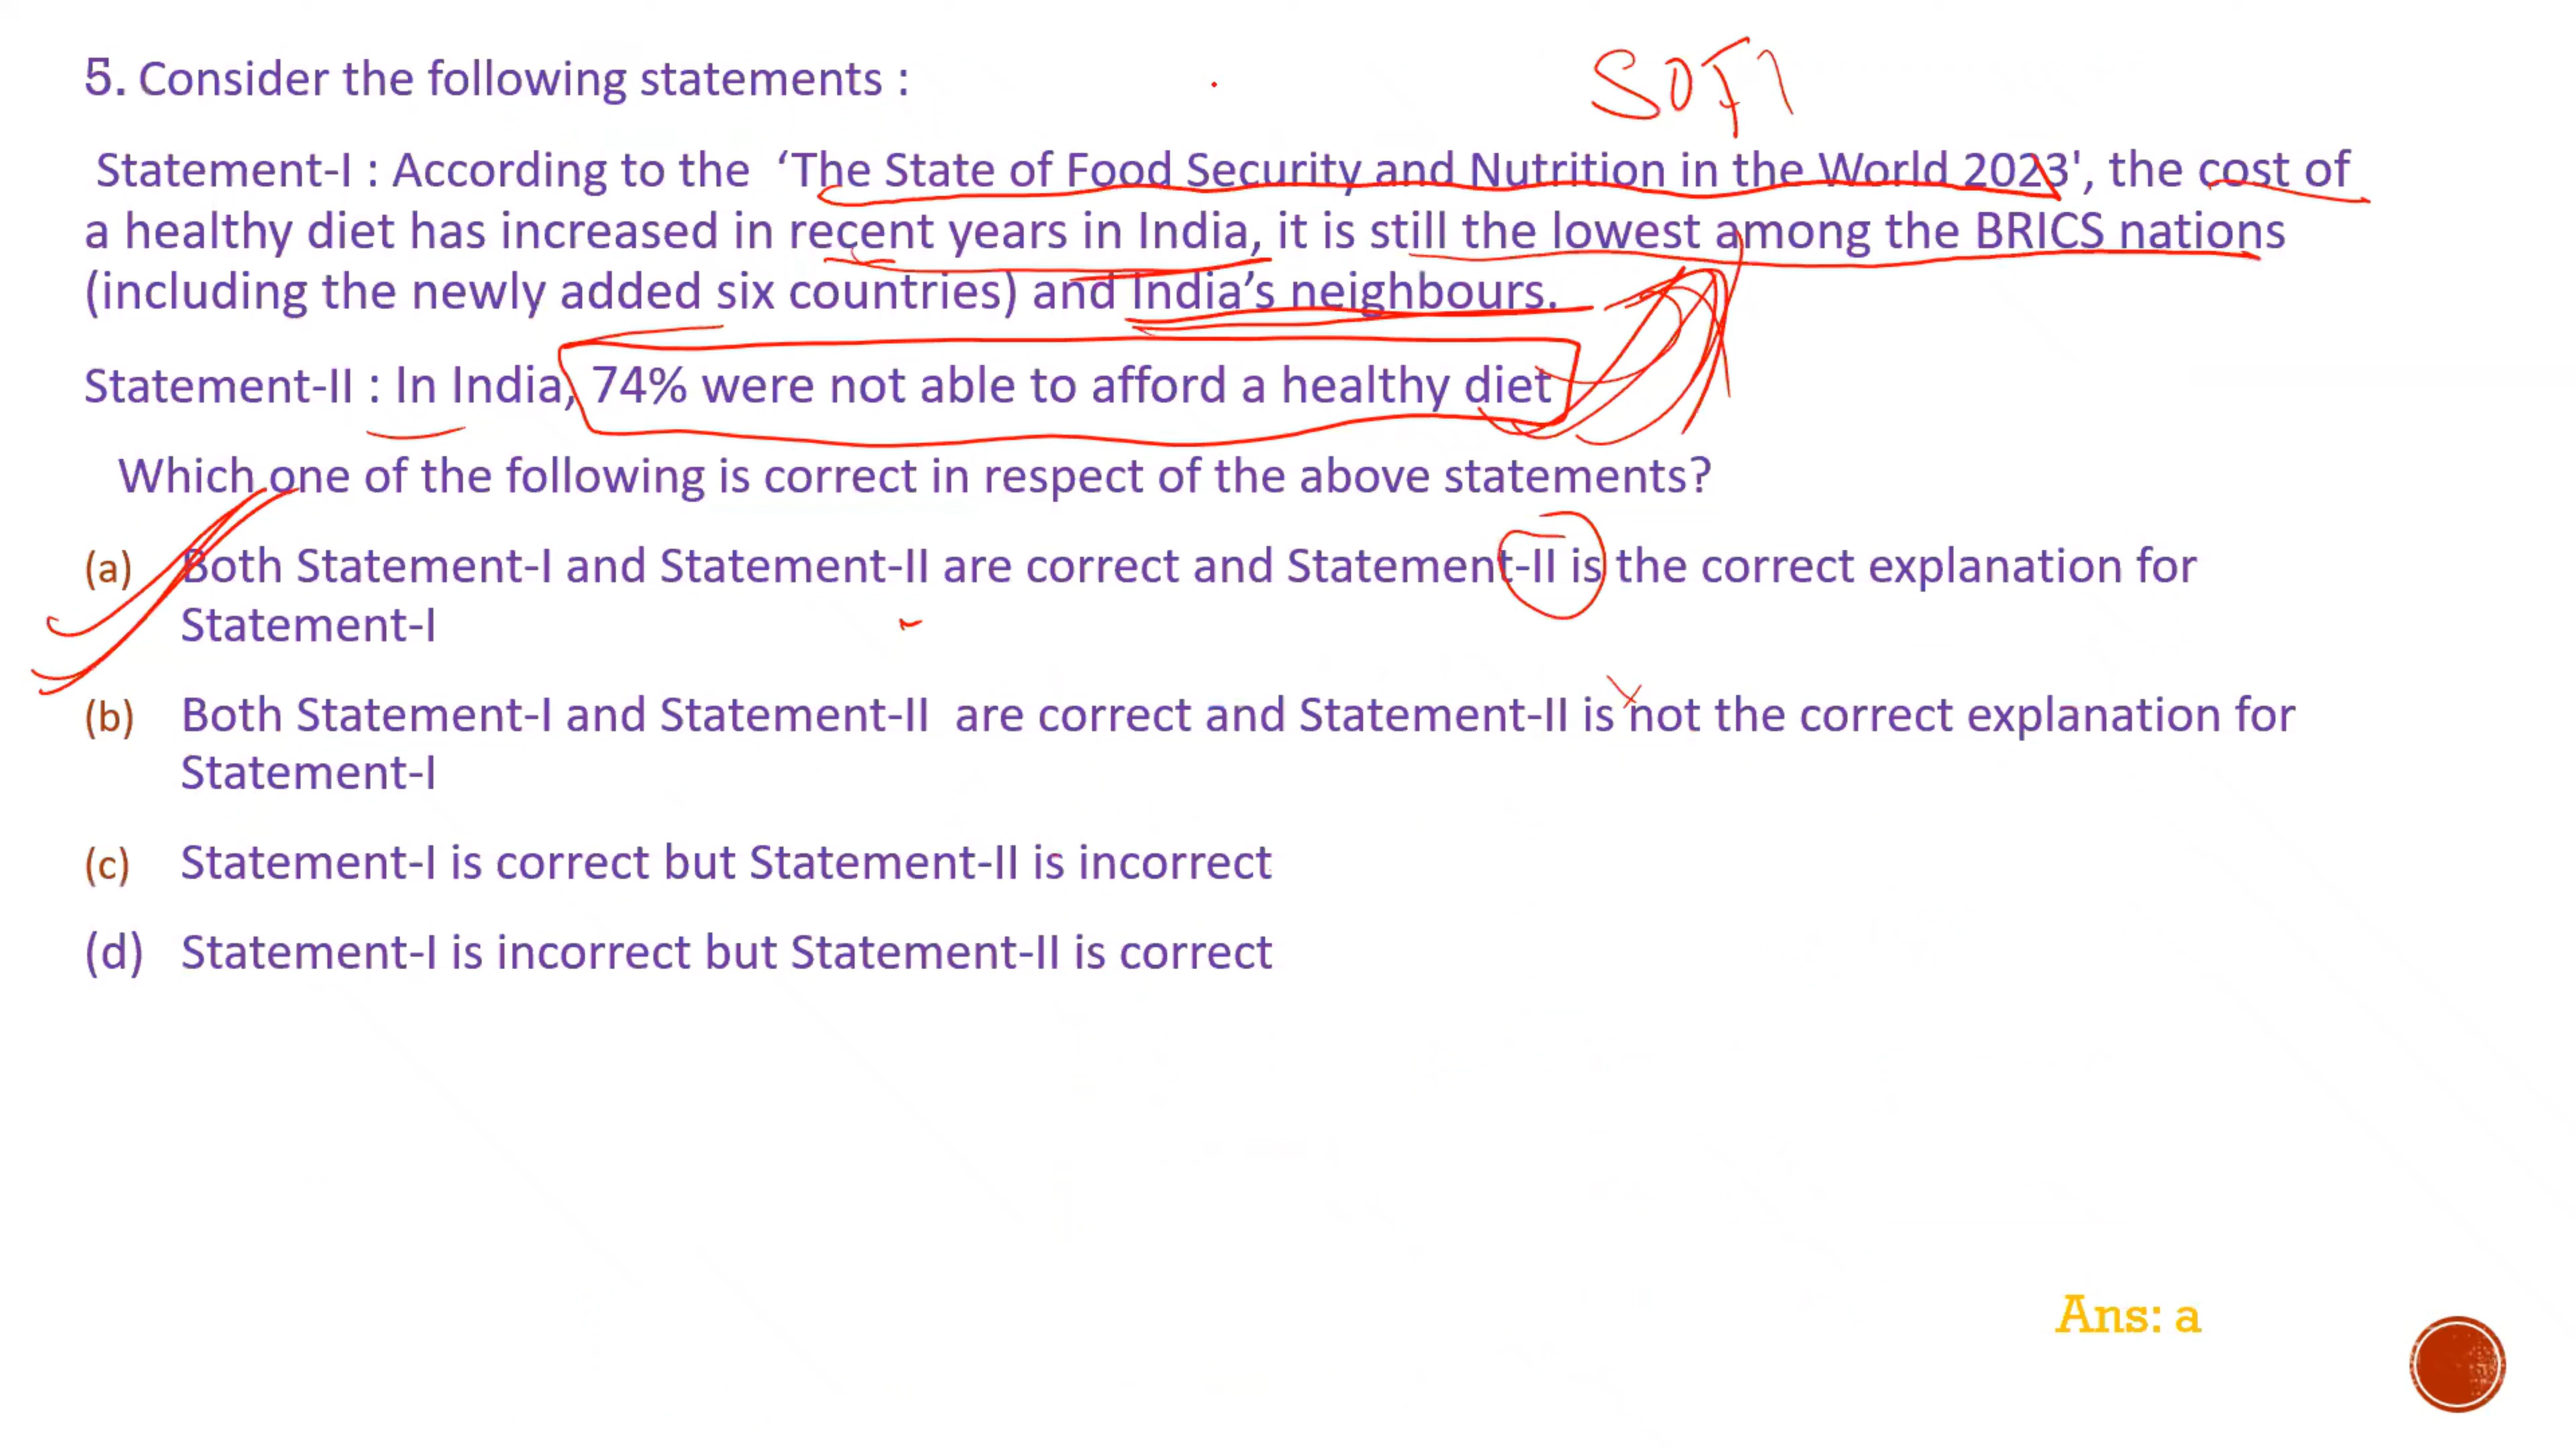 SOFI
5. Consider the following statements :
Statement-I : According to the ‘The State of Food Security and Nutrition in the World 2023', the cost of
a healthy diet has increased in recent years in India, it is still the lowest among the BRICS nations
(including the newly added six countries) and India’s neighbours.
Statement-II : In India, 74% were not able to afford a healthy diet
Which one of the following is correct in respect of the above statements?
(a) Both Statement-I and Statement-II are correct and Statement-II is the correct explanation for
Statement-I
(b) Both Statement-I and Statement-II are correct and Statement-II is not the correct explanation for
Statement-I
(c) Statement-I is correct but Statement-II is incorrect
(d) Statement-I is incorrect but Statement-II is correct
Ans: a